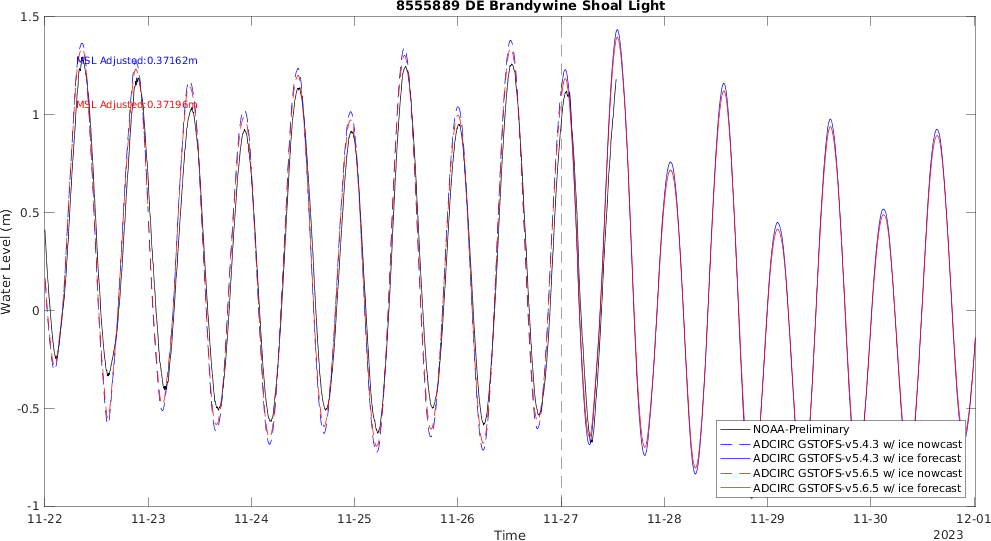 8555889 DE Brandywine Shoal Light
1.5
1
0.5
0
-0.5
-1
Water Level (m)
MSL Adjusted:0.37162m
MSL Adjusted:0.37196m
NOAA-Preliminary
ADCIRC GSTOFS-v5.4.3 w/ ice nowcast
ADCIRC GSTOFS-v5.4.3 w/ ice forecast
ADCIRC GSTOFS-v5.6.5 w/ ice nowcast
ADCIRC GSTOFS-v5.6.5 w/ ice forecast
11-22 11-23 11-24 11-25 11-26 11-27 11-28 11-29 11-30 12-01
Time
2023